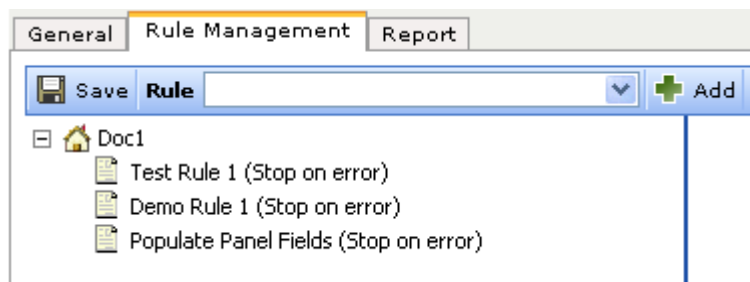 General Rule Management Report
Save Rule Add
Doc1
Test Rule 1 (Stop on error)
Demo Rule 1 (Stop on error)
Populate Panel Fields (Stop on error)